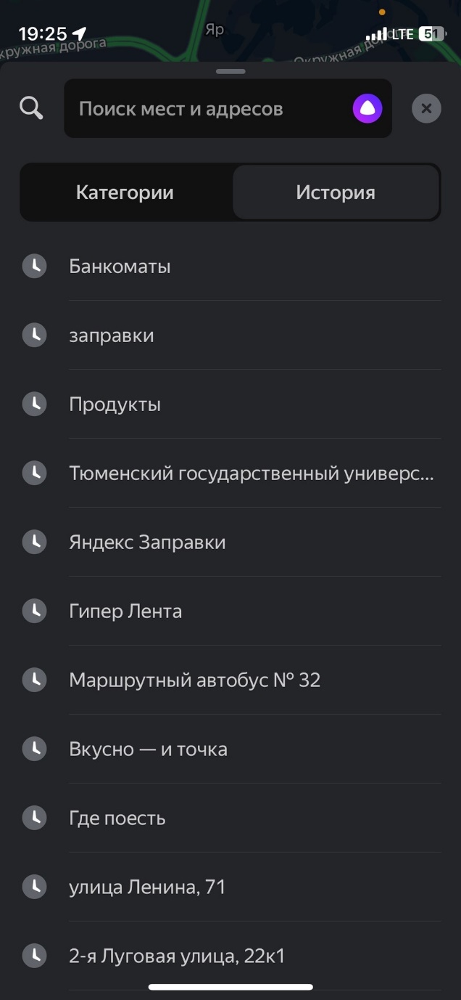 19:25
Яр
LTE 51
кружная дорога
Окружная дорога
Поиск мест и адресов
Категории
История
Банкоматы
заправки
Продукты
Тюменский государственный универс...
Яндекс Заправки
Гипер Лента
Маршрутный автобус № 32
Вкусно — и точка
Где поесть
улица Ленина, 71
2-я Луговая улица, 22к1